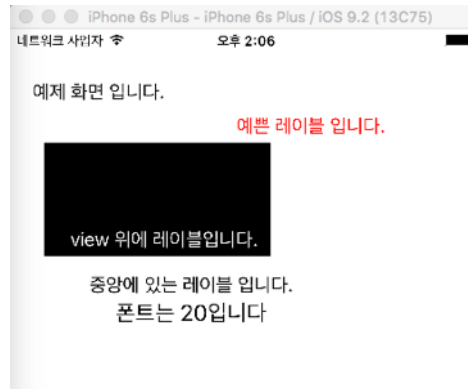 iPhone 6s Plus - iPhone 6s Plus / iOS 9.2 (13C75)
네트워크 사업자 오후 2:06
예제 화면 입니다.
예쁜 레이블 입니다.
view 위에 레이블입니다.
중앙에 있는 레이블 입니다.
폰트는 20입니다